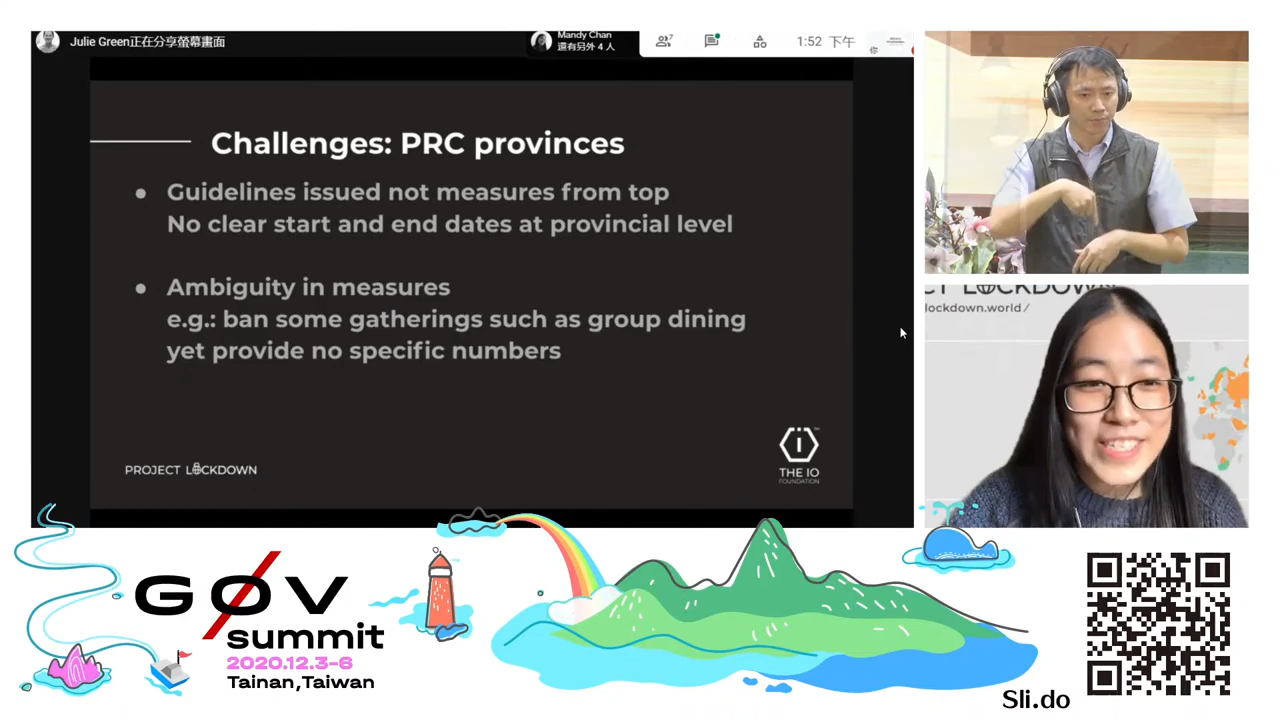 Julie Green正在分享螢幕畫面
Mandy Chan
還有另外 4 人
7
1:52 下午
你
Challenges: PRC provinces
● Guidelines issued not measures from top
No clear start and end dates at provincial level
● Ambiguity in measures
e.g.: ban some gatherings such as group dining
yet provide no specific numbers
PROJECT LOCKDOWN
THE IO
FOUNDATION
CT LOCKDOWN
lockdown.world/
G0V
summit
2020.12.3-6
Tainan,Taiwan
Sli.do